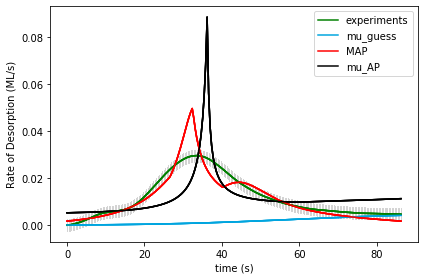 experiments
mu_guess
MAP
mu_AP
Rate of Desorption (ML/s)
0.08
0.06
0.04
0.02
0.00
0
20
40
60
80
time (s)